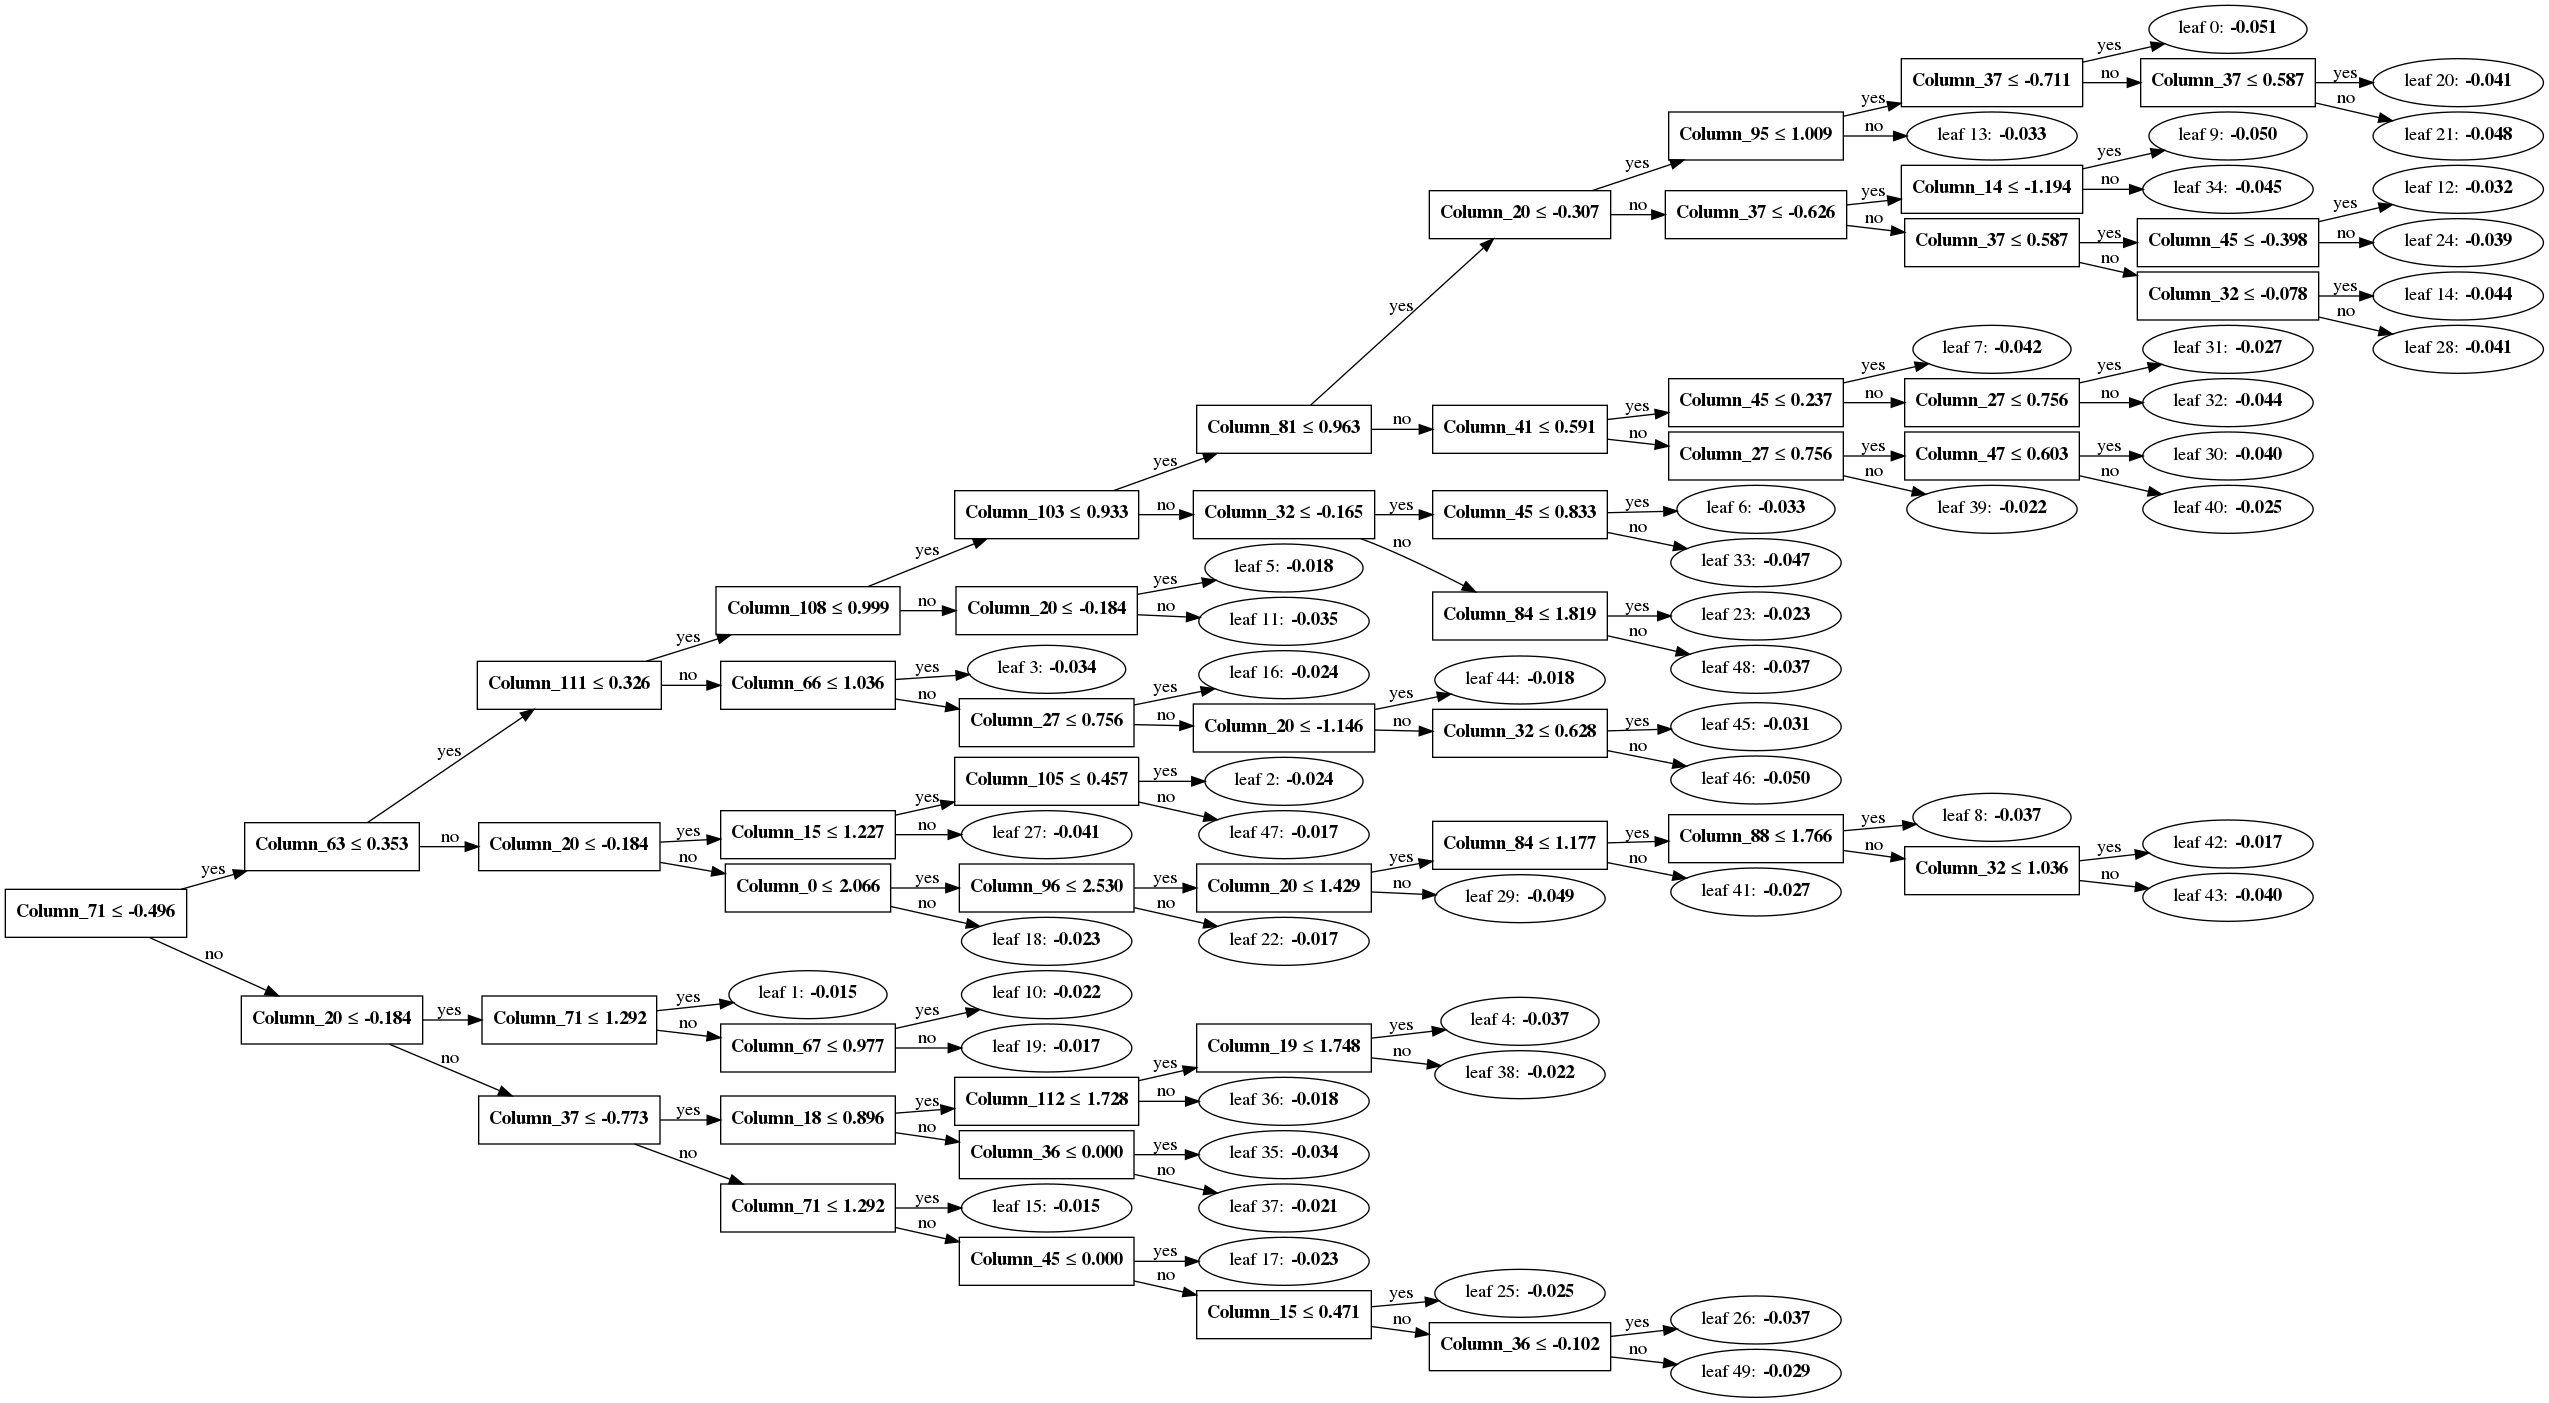 leaf 0: -0.051
yes
Column_37 ≤ -0.711
no
Column_37 ≤ 0.587
yes
leaf 20: -0.041
no
leaf 21: -0.048
yes
Column_95 ≤ 1.009
no
leaf 13: -0.033
yes
Column_20 ≤ -0.307
no
Column_37 ≤ -0.626
yes
Column_14 ≤ -1.194
yes
leaf 9: -0.050
no
leaf 34: -0.045
no
Column_37 ≤ 0.587
yes
Column_45 ≤ -0.398
yes
leaf 12: -0.032
no
leaf 24: -0.039
no
Column_32 ≤ -0.078
yes
leaf 14: -0.044
no
leaf 28: -0.041
yes
Column_81 ≤ 0.963
no
Column_41 ≤ 0.591
yes
Column_45 ≤ 0.237
yes
leaf 7: -0.042
no
Column_27 ≤ 0.756
yes
leaf 31: -0.027
no
leaf 32: -0.044
no
Column_27 ≤ 0.756
yes
Column_47 ≤ 0.603
yes
leaf 30: -0.040
no
leaf 40: -0.025
no
leaf 39: -0.022
yes
Column_103 ≤ 0.933
no
Column_32 ≤ -0.165
yes
Column_45 ≤ 0.833
yes
leaf 6: -0.033
no
leaf 33: -0.047
no
Column_84 ≤ 1.819
yes
leaf 23: -0.023
no
leaf 48: -0.037
yes
Column_108 ≤ 0.999
no
Column_20 ≤ -0.184
yes
leaf 5: -0.018
no
leaf 11: -0.035
yes
Column_111 ≤ 0.326
no
Column_66 ≤ 1.036
yes
leaf 3: -0.034
no
Column_27 ≤ 0.756
yes
leaf 16: -0.024
no
Column_20 ≤ -1.146
yes
leaf 44: -0.018
no
Column_32 ≤ 0.628
yes
leaf 45: -0.031
no
leaf 46: -0.050
yes
Column_63 ≤ 0.353
no
Column_20 ≤ -0.184
yes
Column_15 ≤ 1.227
yes
Column_105 ≤ 0.457
yes
leaf 2: -0.024
no
leaf 47: -0.017
no
leaf 27: -0.041
no
Column_0 ≤ 2.066
yes
Column_96 ≤ 2.530
yes
Column_20 ≤ 1.429
yes
Column_84 ≤ 1.177
yes
Column_88 ≤ 1.766
yes
leaf 8: -0.037
no
Column_32 ≤ 1.036
yes
leaf 42: -0.017
no
leaf 43: -0.040
no
leaf 41: -0.027
no
leaf 29: -0.049
no
leaf 22: -0.017
no
leaf 18: -0.023
yes
Column_71 ≤ -0.496
no
Column_20 ≤ -0.184
yes
Column_71 ≤ 1.292
yes
leaf 1: -0.015
no
Column_67 ≤ 0.977
yes
leaf 10: -0.022
no
leaf 19: -0.017
no
Column_37 ≤ -0.773
yes
Column_18 ≤ 0.896
yes
Column_112 ≤ 1.728
yes
Column_19 ≤ 1.748
yes
leaf 4: -0.037
no
leaf 38: -0.022
no
leaf 36: -0.018
no
Column_36 ≤ 0.000
yes
leaf 35: -0.034
no
leaf 37: -0.021
no
Column_71 ≤ 1.292
yes
leaf 15: -0.015
no
Column_45 ≤ 0.000
yes
leaf 17: -0.023
no
Column_15 ≤ 0.471
yes
leaf 25: -0.025
no
Column_36 ≤ -0.102
yes
leaf 26: -0.037
no
leaf 49: -0.029